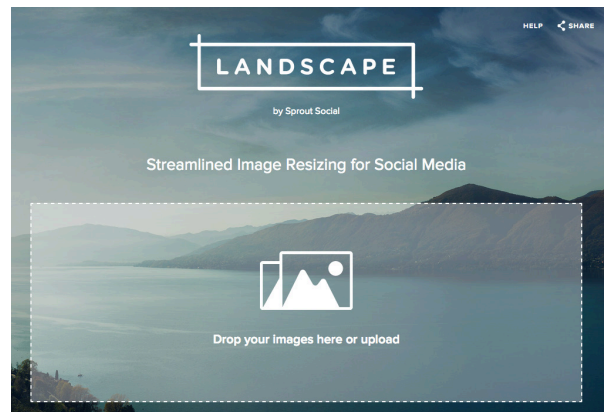 HELP SHARE
LANDSCAPE
by Sprout Social
Streamlined Image Resizing for Social Media
Drop your images here or upload